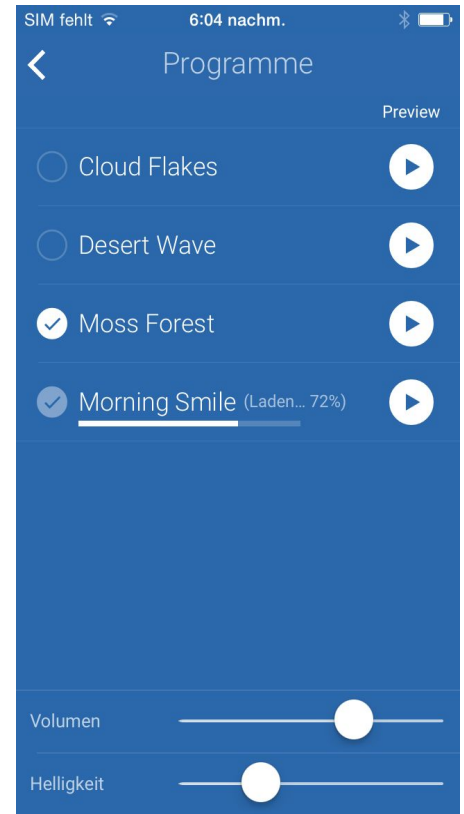 SIM fehlt 6:04 nachm.
Programme
Preview
Cloud Flakes
Desert Wave
Moss Forest
Morning Smile (Laden... 72%)
Volumen
Helligkeit